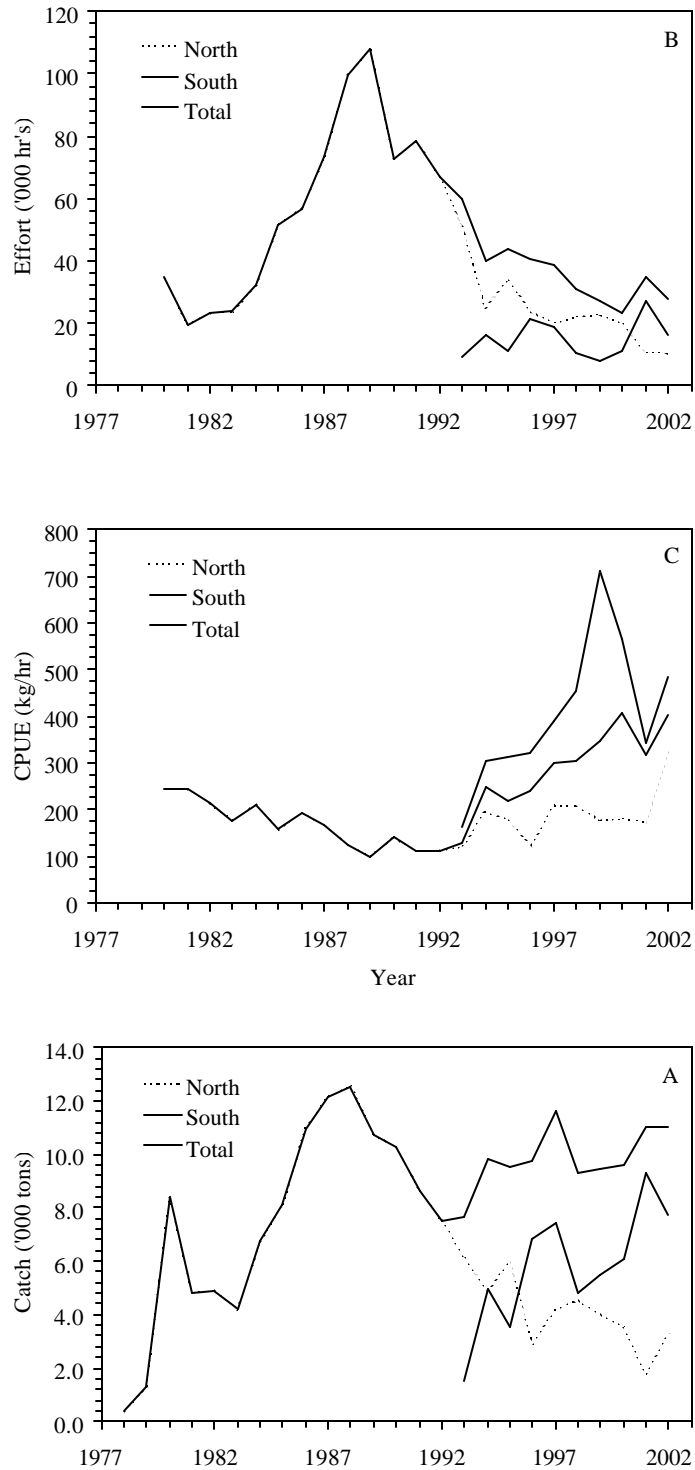 120
B
North
100
South
Total
80
60
40
20
0
Effort ('000 hr's)
1977 1982 1987 1992 1997 2002
800
C
North
700
South
600
Total
500
400
300
200
100
0
CPUE (kg/hr)
1977 1982 1987 1992 1997 2002
Year
14.0
A
North
12.0
South
Total
10.0
8.0
6.0
4.0
2.0
0.0
Catch ('000 tons)
1977 1982 1987 1992 1997 2002